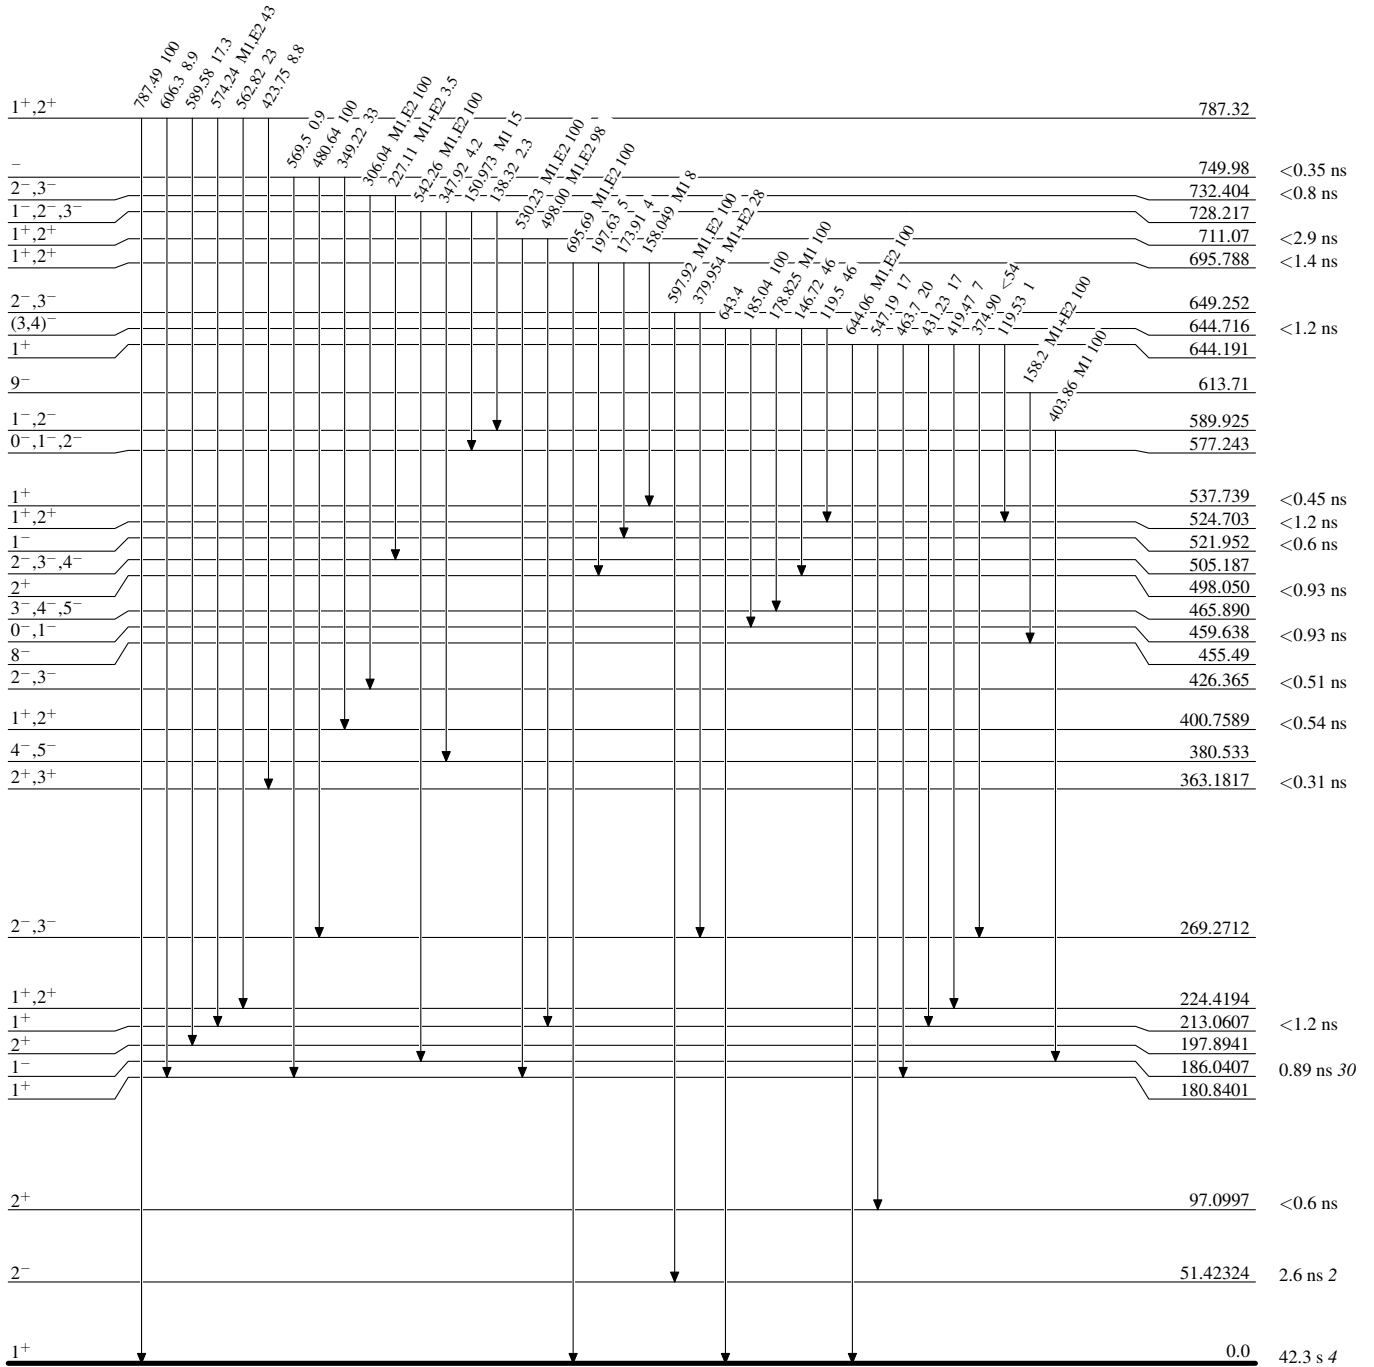 787.49 100
606.3 8.9
589.58 17.3
574.24 M1,E2 43
562.82 23
423.75 8.8
1⁺,2⁺ 787.32
569.5 0.9
480.64 100
349.22 33
⁻ 749.98 <0.35 ns
306.04 M1,E2 100
227.11 M1+E2 3.5
2⁻,3⁻ 732.404 <0.8 ns
542.26 M1,E2 100
347.92 4.2
150.973 M1 15
138.32 2.3
1⁻,2⁻,3⁻ 728.217
530.23 M1,E2 100
498.00 M1,E2 98
1⁺,2⁺ 711.07 <2.9 ns
695.69 M1,E2 100
197.63 5
173.91 4
158.049 M1 8
1⁺,2⁺ 695.788 <1.4 ns
597.92 M1,E2 100
379.954 M1+E2 28
2⁻,3⁻ 649.252
643.4
185.04 100
178.825 M1 100
146.72 46
119.5 46
(3,4)⁻ 644.716 <1.2 ns
644.06 M1,E2 100
547.19 17
463.7 20
431.23 17
419.47 7
374.90 <54
119.53 1
1⁺ 644.191
158.2 M1+E2 100
9⁻ 613.71
403.86 M1 100
1⁻,2⁻ 589.925
0⁻,1⁻,2⁻ 577.243
1⁺ 537.739 <0.45 ns
1⁺,2⁺ 524.703 <1.2 ns
1⁻ 521.952 <0.6 ns
2⁻,3⁻,4⁻ 505.187
2⁺ 498.050 <0.93 ns
3⁻,4⁻,5⁻ 465.890
0⁻,1⁻ 459.638 <0.93 ns
8⁻ 455.49
2⁻,3⁻ 426.365 <0.51 ns
1⁺,2⁺ 400.7589 <0.54 ns
4⁻,5⁻ 380.533
2⁺,3⁺ 363.1817 <0.31 ns
2⁻,3⁻ 269.2712
1⁺,2⁺ 224.4194
1⁺ 213.0607 <1.2 ns
2⁺ 197.8941
1⁻ 186.0407 0.89 ns 30
1⁺ 180.8401
2⁺ 97.0997 <0.6 ns
2⁻ 51.42324 2.6 ns 2
1⁺ 0.0 42.3 s 4